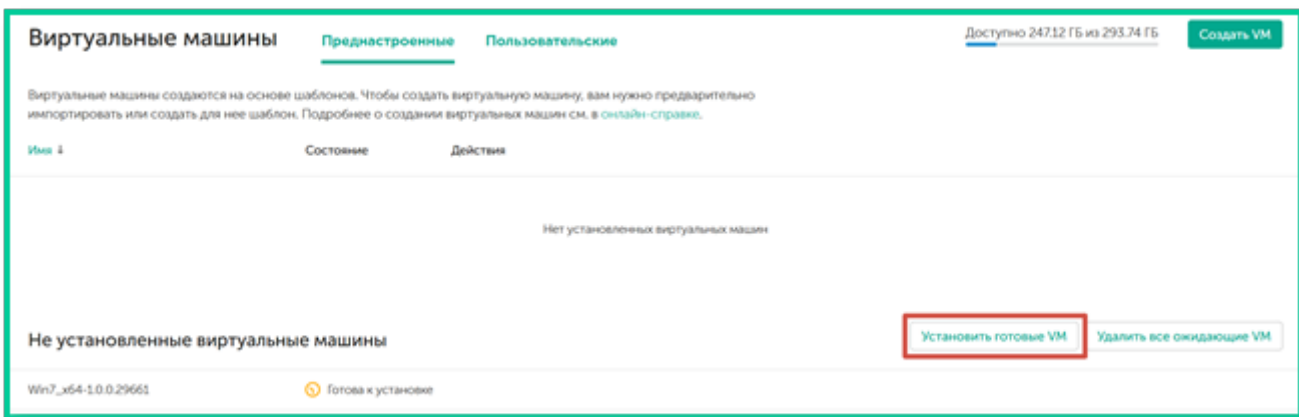 Виртуальные машины Преднастроенные Пользовательские Доступно 247.12 ГБ из 293.74 ГБ Создать VM
Виртуальные машины создаются на основе шаблонов. Чтобы создать виртуальную машину, вам нужно предварительно
импортировать или создать для нее шаблон. Подробнее о создании виртуальных машин см. в онлайн-справке.
Имя ↓ Состояние Действия
Нет установленных виртуальных машин
Не установленные виртуальные машины Установить готовые VM Удалить все ожидающие VM
Win7_x64-1.0.0.29661 Готова к установке